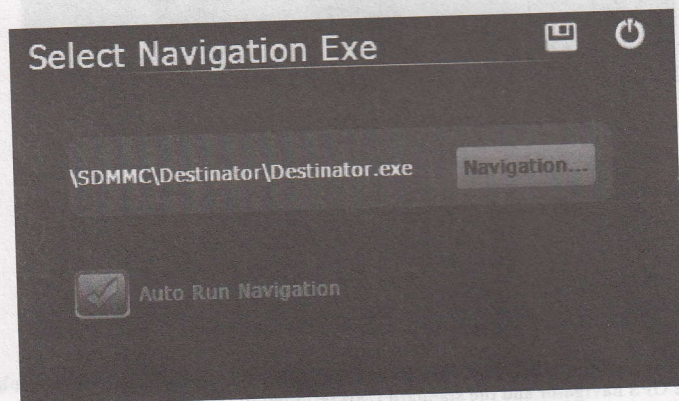 Select Navigation Exe
\SDMMC\Destinator\Destinator.exe
Navigation...
Auto Run Navigation